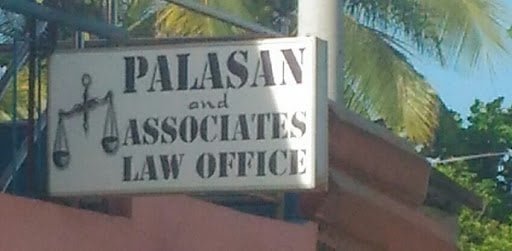 PALASAN
and
ASSOCIATES
LAW OFFICE